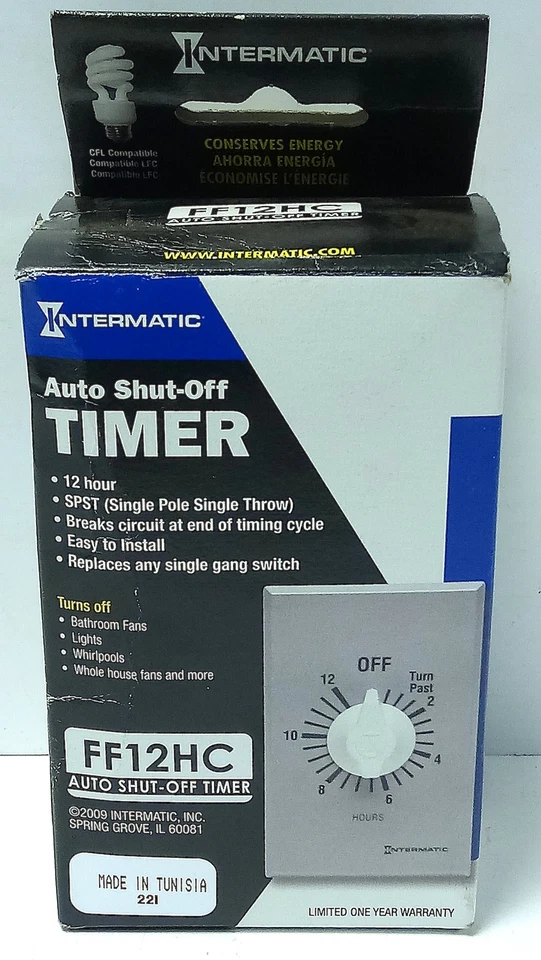 INTERMATIC
CFL Compatible
Compatible LFC
Compatible LFC
CONSERVES ENERGY
AHORRA ENERGÍA
ECONOMISE L'ÉNERGIE
FF12HC
AUTO SHUT-OFF TIMER
WWW.INTERMATIC.COM
INTERMATIC
Auto Shut-Off
TIMER
• 12 hour
• SPST (Single Pole Single Throw)
• Breaks circuit at end of timing cycle
• Easy to Install
• Replaces any single gang switch
Turns off
• Bathroom Fans
• Lights
• Whirlpools
• Whole house fans and more
OFF
Turn
Past
2
4
6
8
10
12
HOURS
INTERMATIC
FF12HC
AUTO SHUT-OFF TIMER
©2009 INTERMATIC, INC.
SPRING GROVE, IL 60081
MADE IN TUNISIA
22I
LIMITED ONE YEAR WARRANTY